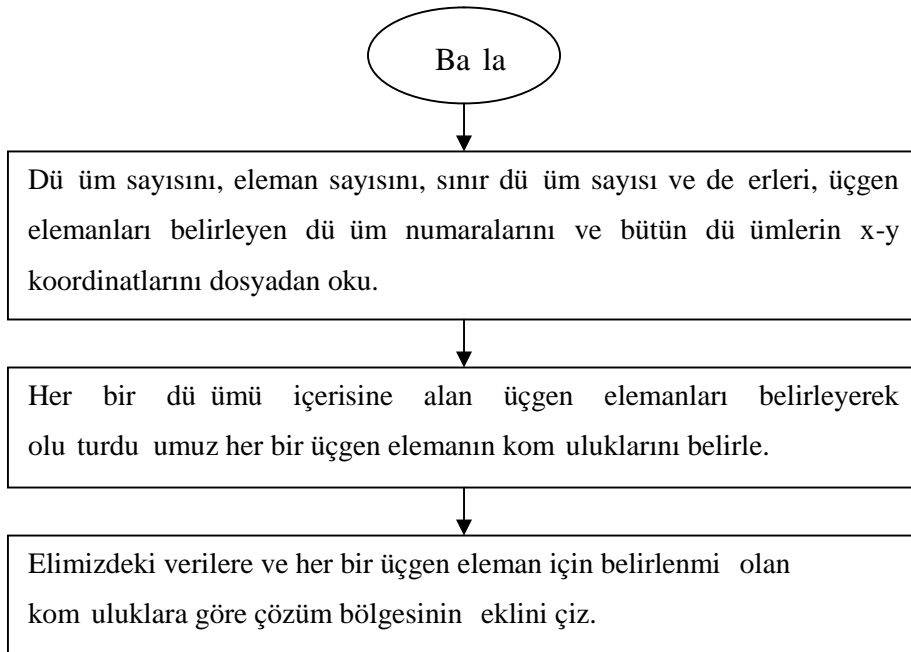 Ba la
Dü üm sayısını, eleman sayısını, sınır dü üm sayısı ve de erleri, üçgen
elemanları belirleyen dü üm numaralarını ve bütün dü ümlerin x-y
koordinatlarını dosyadan oku.
Her bir dü ümü içerisine alan üçgen elemanları belirleyerek
olu turdu umuz her bir üçgen elemanın kom uluklarını belirle.
Elimizdeki verilere ve her bir üçgen eleman için belirlenmi olan
kom uluklara göre çözüm bölgesinin eklini çiz.